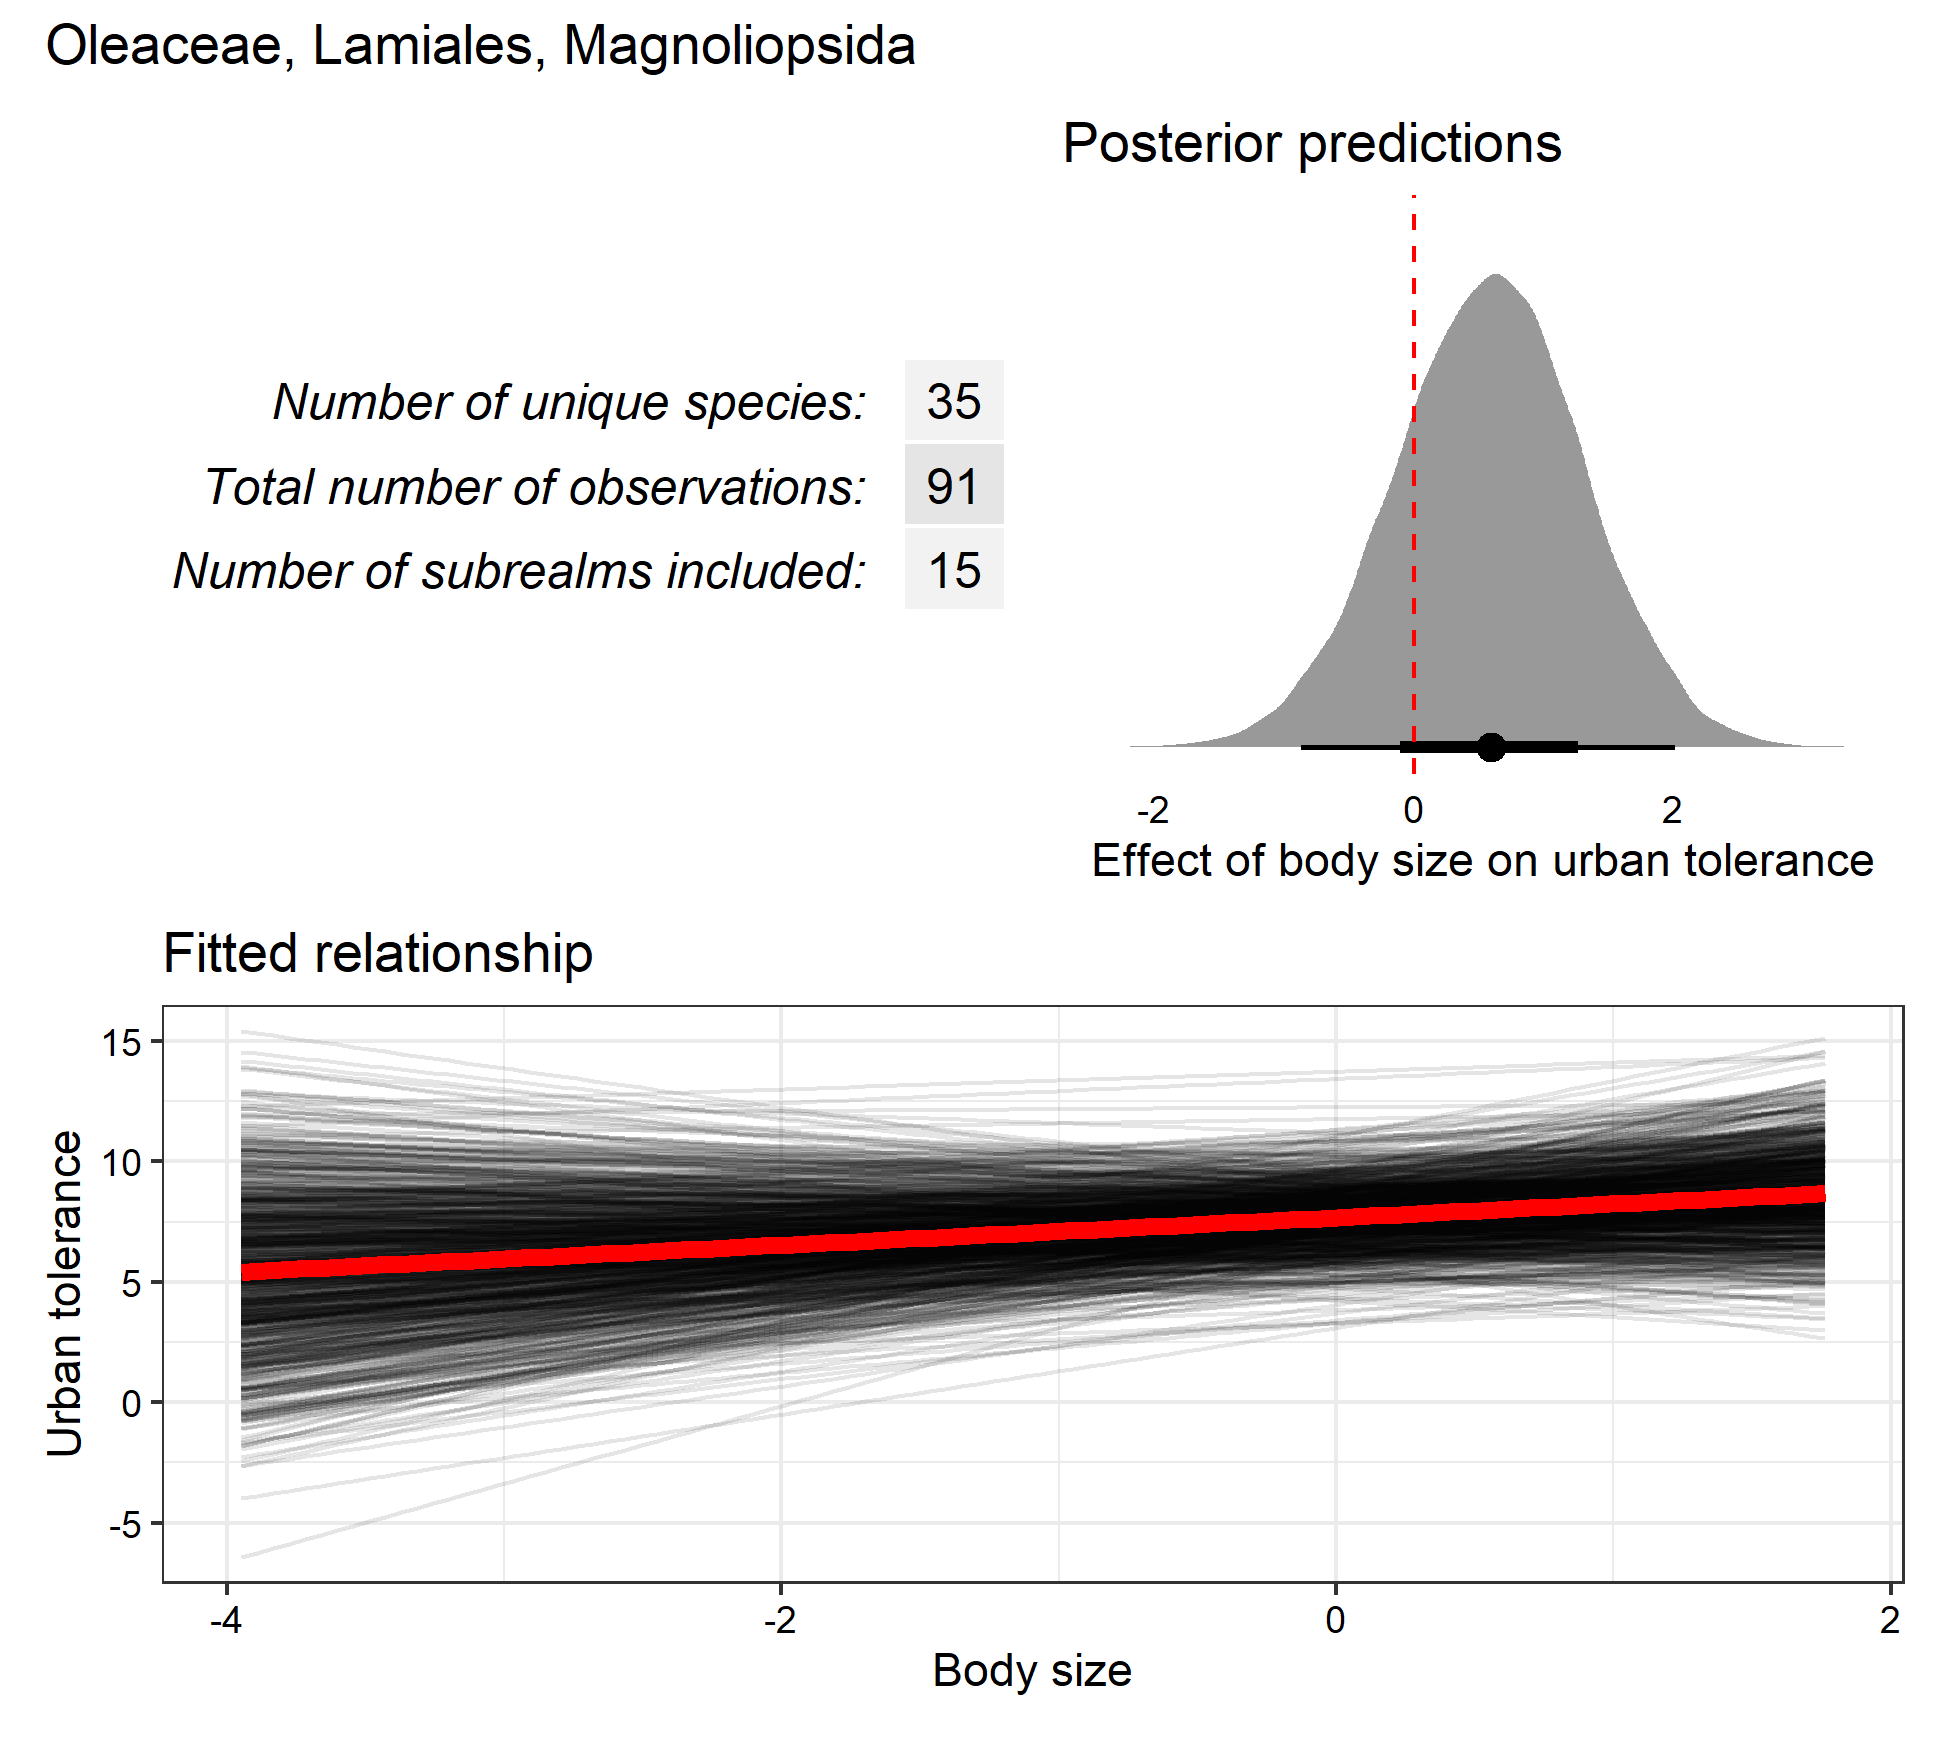 Oleaceae, Lamiales, Magnoliopsida
Posterior predictions
Number of unique species: 35
Total number of observations: 91
Number of subrealms included: 15
-2 0 2
Effect of body size on urban tolerance
Fitted relationship
Urban tolerance
15
10
5
0
-5
-4 -2 0 2
Body size